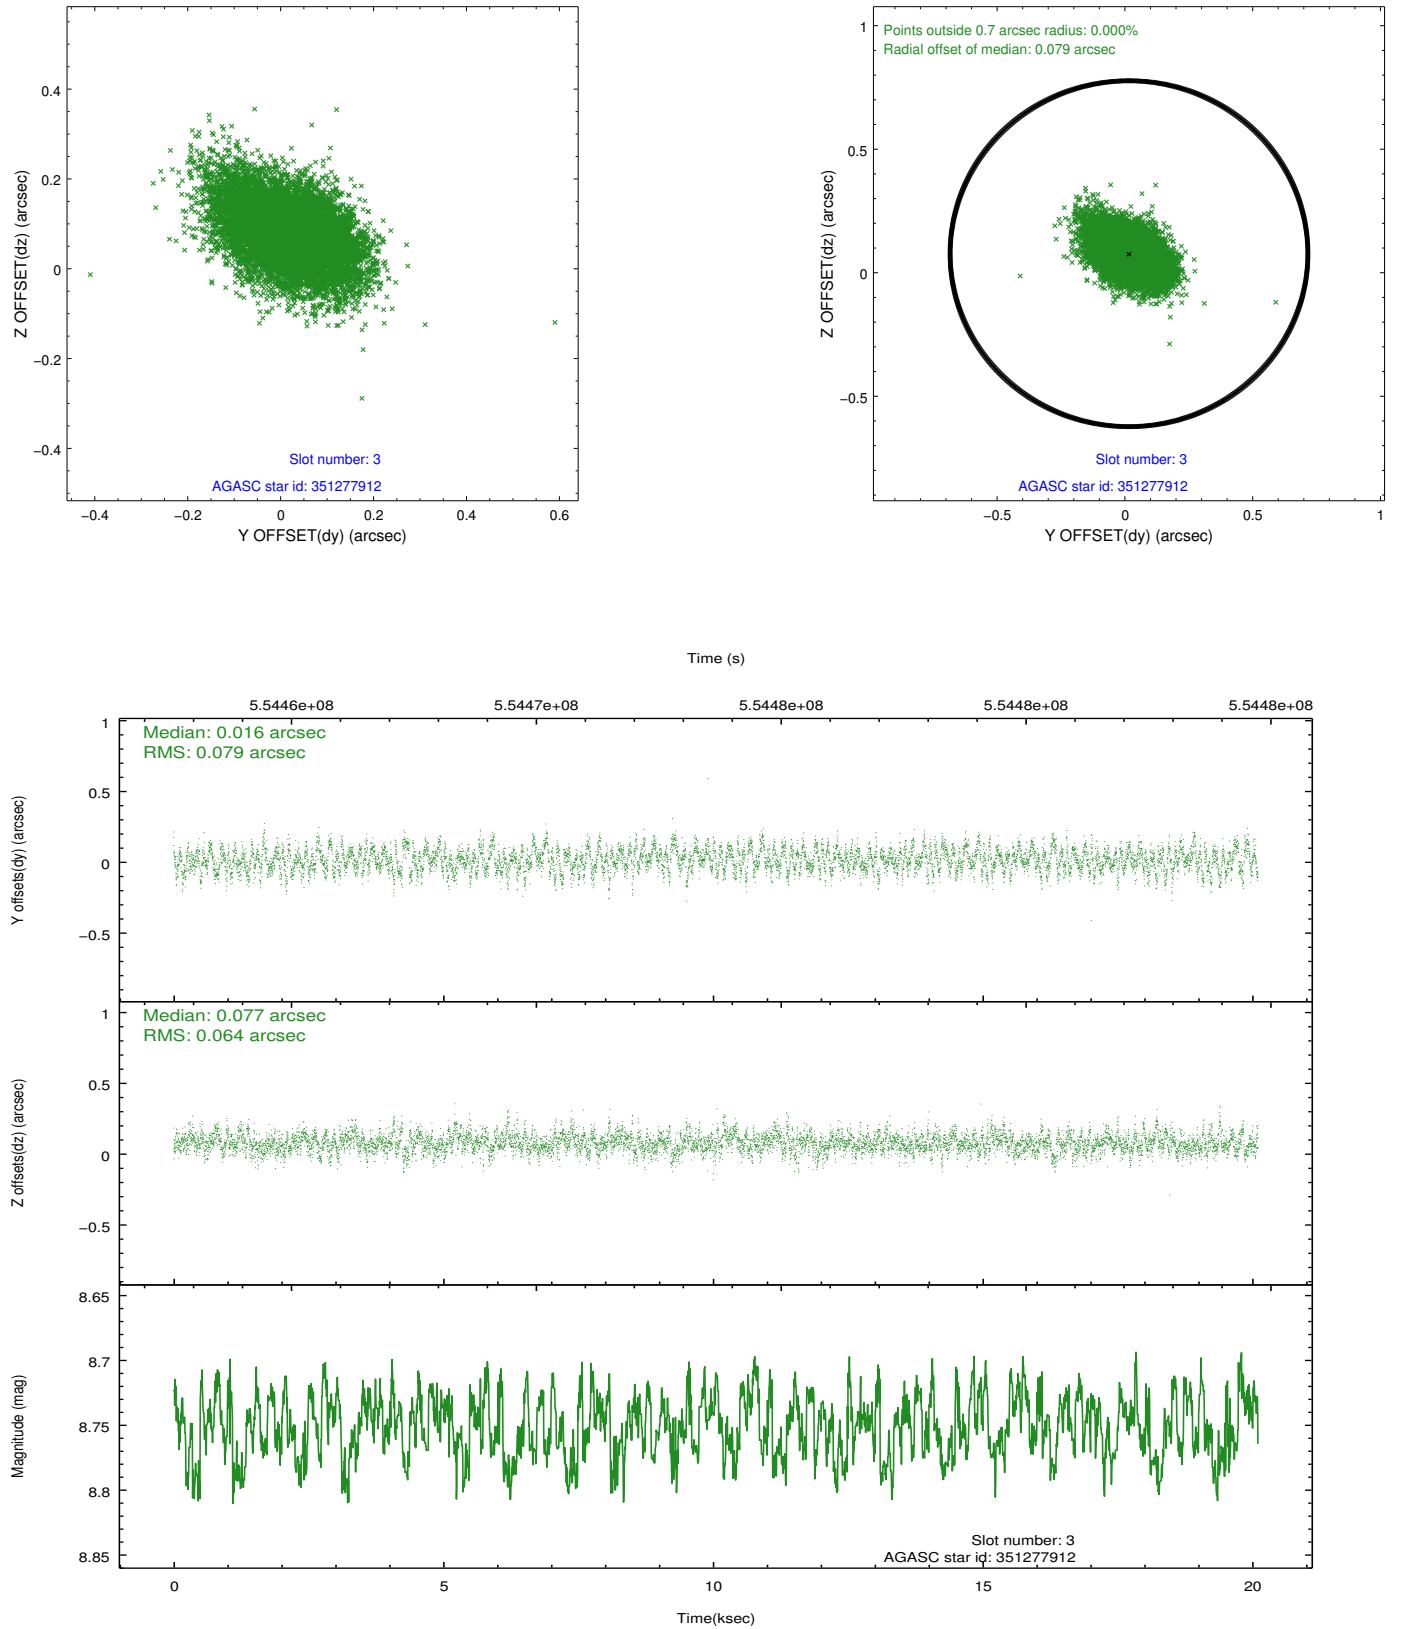 0.4
0.2
0
−0.2
−0.4
Z OFFSET(dz) (arcsec)
Slot number: 3
AGASC star id: 351277912
−0.4 −0.2 0 0.2 0.4 0.6
Y OFFSET(dy) (arcsec)
Points outside 0.7 arcsec radius: 0.000%
Radial offset of median: 0.079 arcsec
1
0.5
0
−0.5
Z OFFSET(dz) (arcsec)
Slot number: 3
AGASC star id: 351277912
−0.5 0 0.5 1
Y OFFSET(dy) (arcsec)
Time (s)
5.5446e+08 5.5447e+08 5.5448e+08 5.5448e+08 5.5448e+08
Median: 0.016 arcsec
RMS: 0.079 arcsec
1
0.5
0
−0.5
Y offsets(dy) (arcsec)
Median: 0.077 arcsec
RMS: 0.064 arcsec
1
0.5
0
−0.5
Z offsets(dz) (arcsec)
8.65
8.7
8.75
8.8
8.85
Magnitude (mag)
Slot number: 3
AGASC star id: 351277912
0 5 10 15 20
Time(ksec)